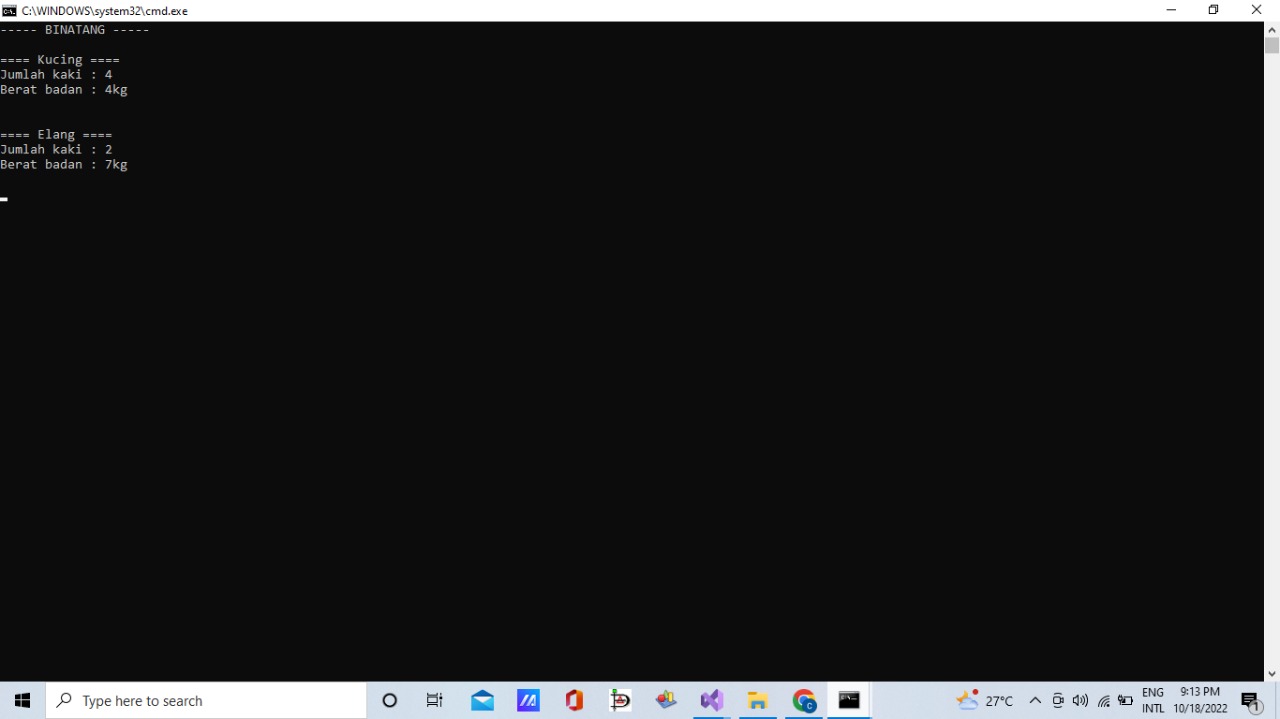 C:\WINDOWS\system32\cmd.exe
----- BINATANG -----
==== Kucing ====
Jumlah kaki : 4
Berat badan : 4kg
==== Elang ====
Jumlah kaki : 2
Berat badan : 7kg
Type here to search
27°C
ENG
INTL
9:13 PM
10/18/2022